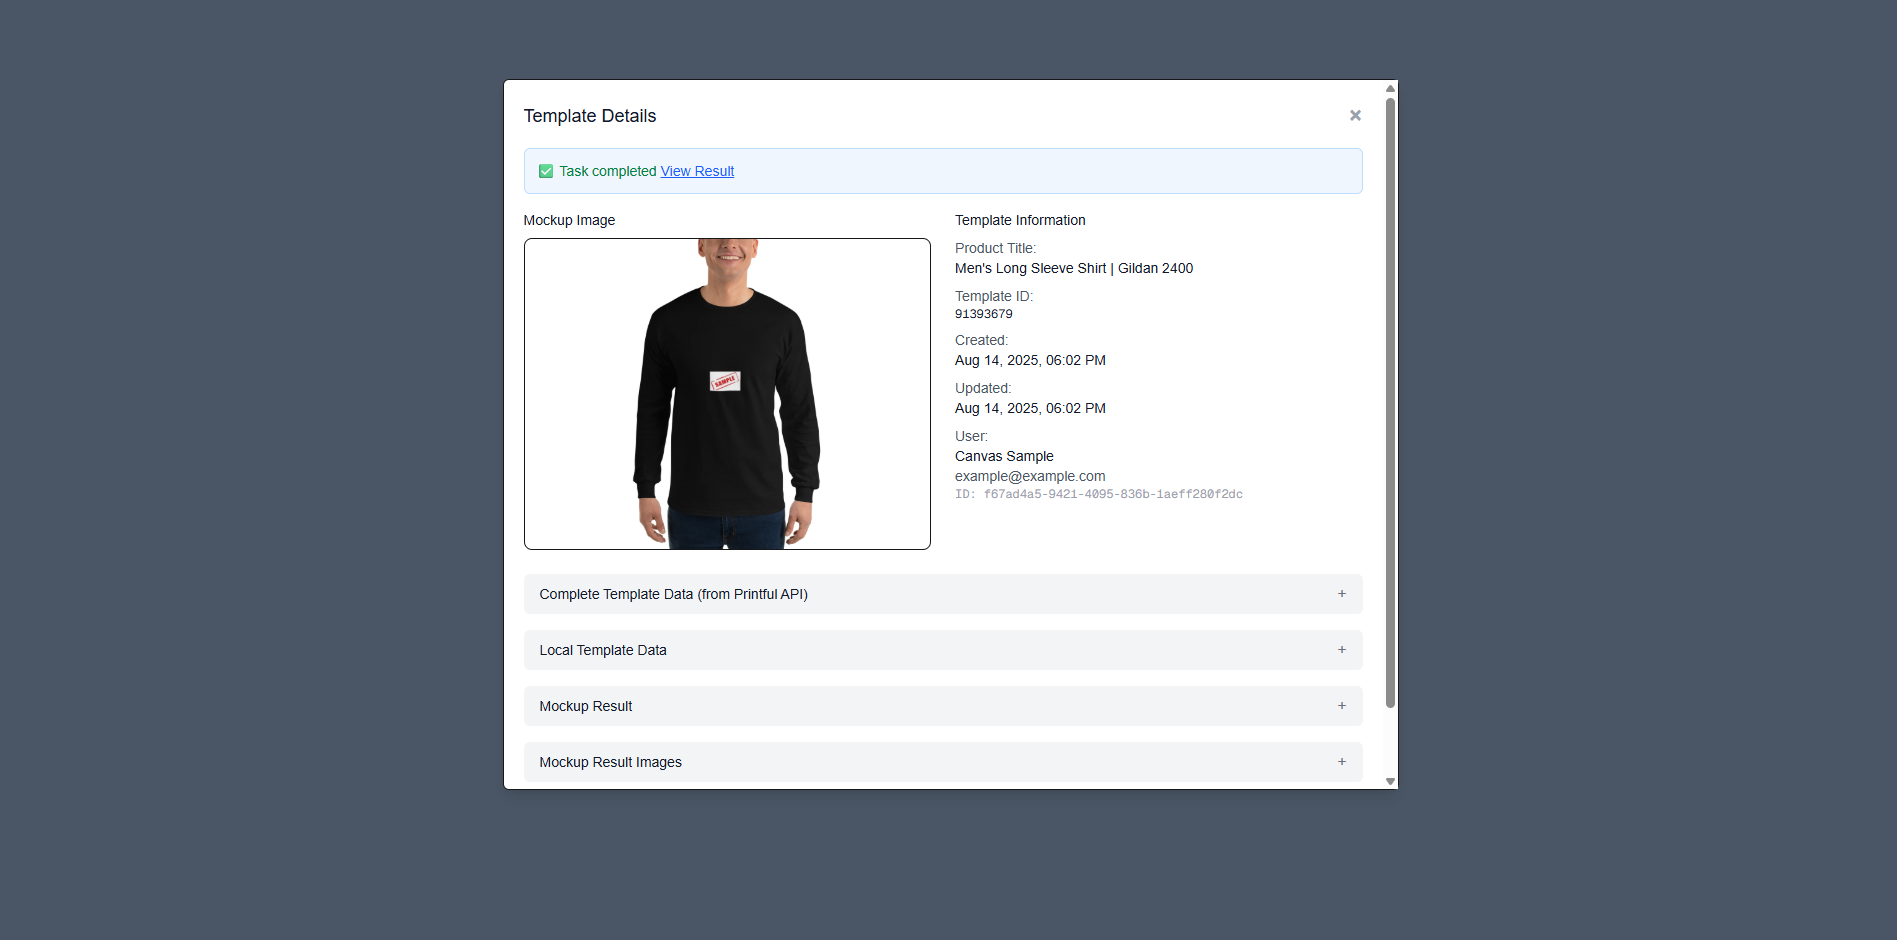 Template Details
✅ Task completed View Result
Mockup Image
SAMPLE
Template Information
Product Title:
Men's Long Sleeve Shirt | Gildan 2400
Template ID:
91393679
Created:
Aug 14, 2025, 06:02 PM
Updated:
Aug 14, 2025, 06:02 PM
User:
Canvas Sample
example@example.com
ID: f67ad4a5-9421-4095-836b-1aeff280f2dc
Complete Template Data (from Printful API)
Local Template Data
Mockup Result
Mockup Result Images